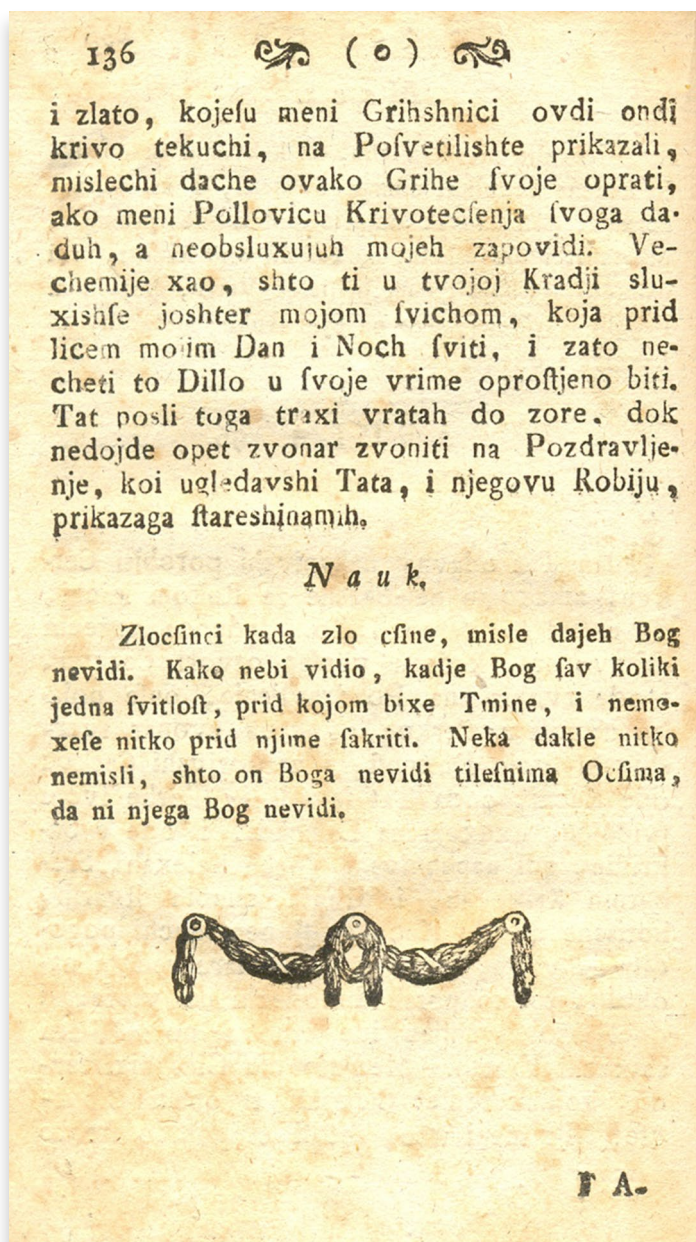 136 ( o )
i zlato, kojeſu meni Grihshnici ovdi ondi
krivo tekuchi, na Poſvetilishte prikazali,
mislechi dache ovako Grihe ſvoje oprati,
ako meni Pollovicu Krivotecſenja ſvoga da-
duh, a neobsluxujuh mojeh zapovidi. Ve-
chemije xao, shto ti u tvojoj Kradji slu-
xishſe joshter mojom ſvichom, koja prid
licem mojim Dan i Noch ſviti, i zato ne-
cheti to Dillo u ſvoje vrime oproſtjeno biti.
Tat posli toga traxi vratah do zore. dok
nedojde opet zvonar zvoniti na Pozdravlje-
nje, koi ugledavshi Tata, i njegovu Robiju,
prikazaga ſtareshinamih.
Nauk.
Zlocſinci kada zlo cſine, misle dajeh Bog
nevidi. Kako nebi vidio, kadje Bog ſav koliki
jedna ſvitloſt, prid kojom bixe Tmine, i nemo-
xeſe nitko prid njime ſakriti. Neka dakle nitko
nemisli, shto on Boga nevidi tileſnima Ocſima,
da ni njega Bog nevidi.
F A-